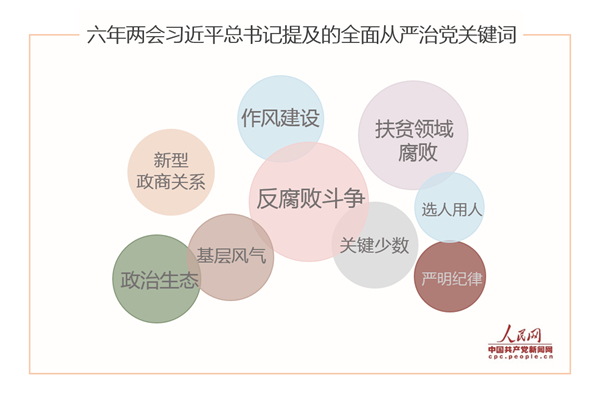 六年两会习近平总书记提及的全面从严治党关键词
作风建设
扶贫领域
腐败
新型
政商关系
反腐败斗争
选人用人
关键少数
基层风气
政治生态
严明纪律
人民网
中国共产党新闻网
cpc.people.cn